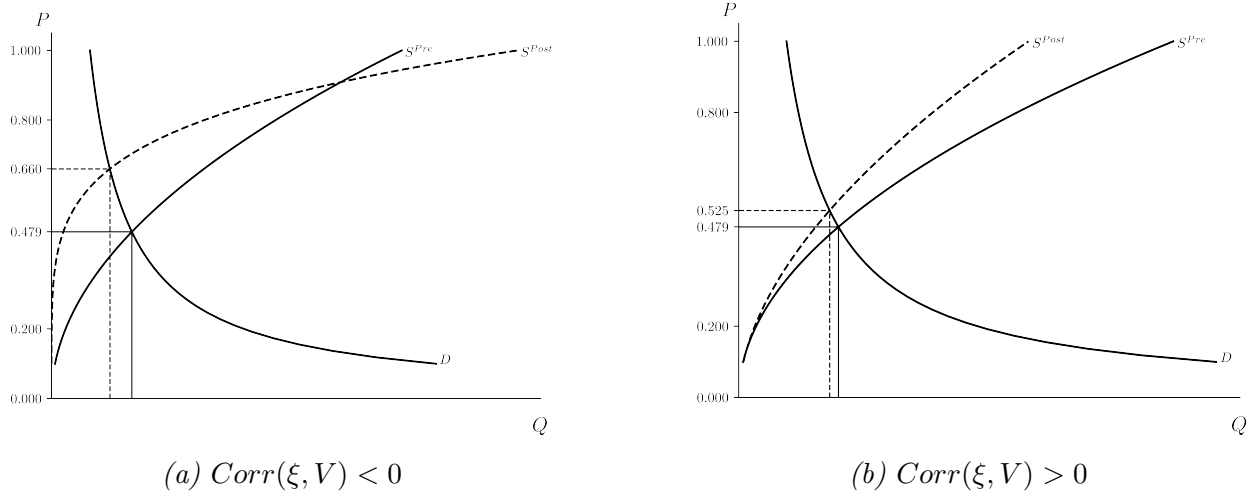 P
1.000
0.800
0.660
0.479
0.200
0.000
S^{Pre}
S^{Post}
D
Q
(a) Corr(ξ, V) < 0
P
1.000
0.800
0.525
0.479
0.200
0.000
S^{Post}
S^{Pre}
D
Q
(b) Corr(ξ, V) > 0